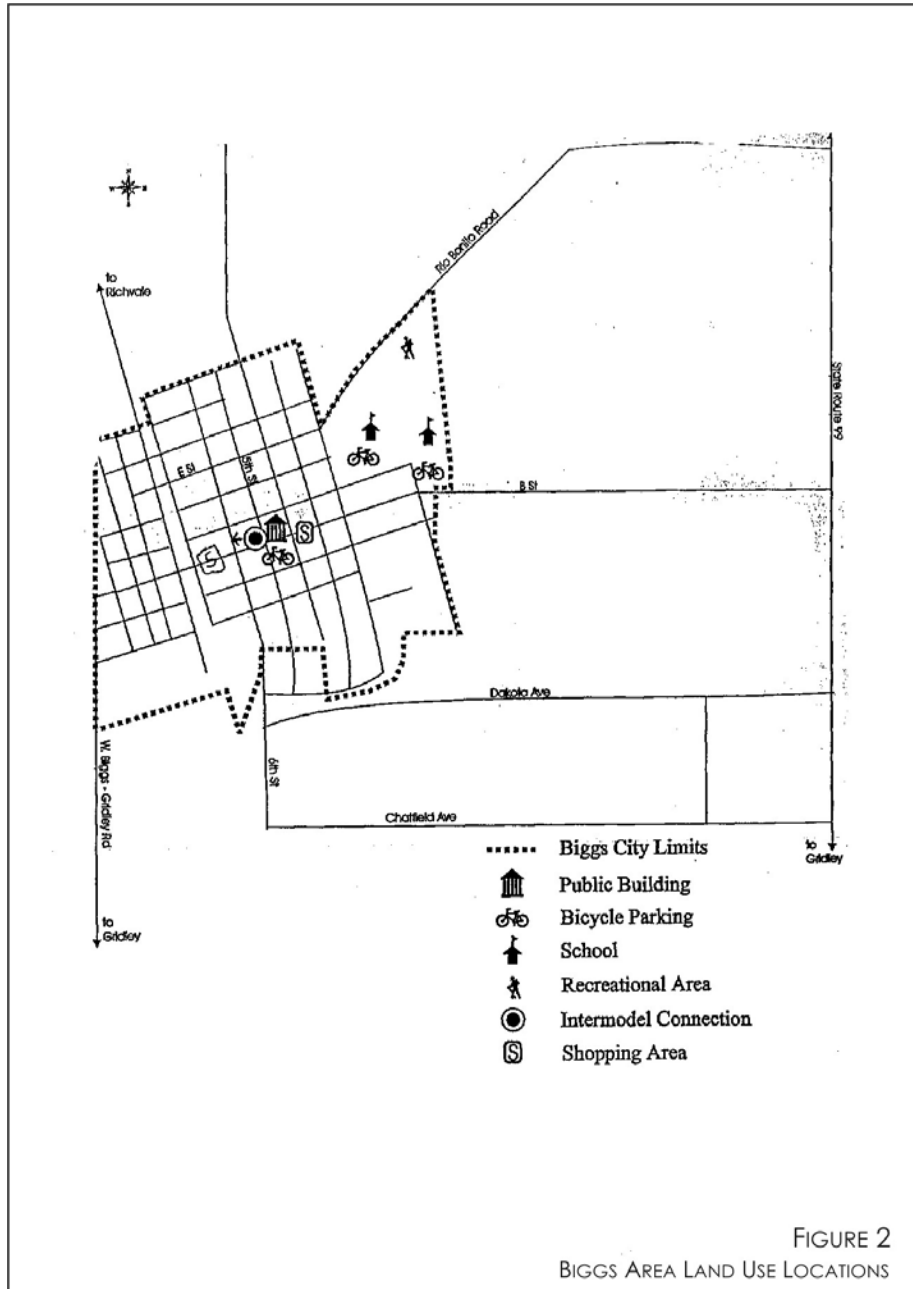 N
W
E
S
to
Richvale
Rio Bonito Road
State Route 99
E St
5th St
B St
S
S
Dakota Ave
W. Biggs - Gridley Rd
6th St
Chatfield Ave
to
Gridley
to
Gridley
Biggs City Limits
Public Building
Bicycle Parking
School
Recreational Area
Intermodel Connection
S Shopping Area
FIGURE 2
BIGGS AREA LAND USE LOCATIONS